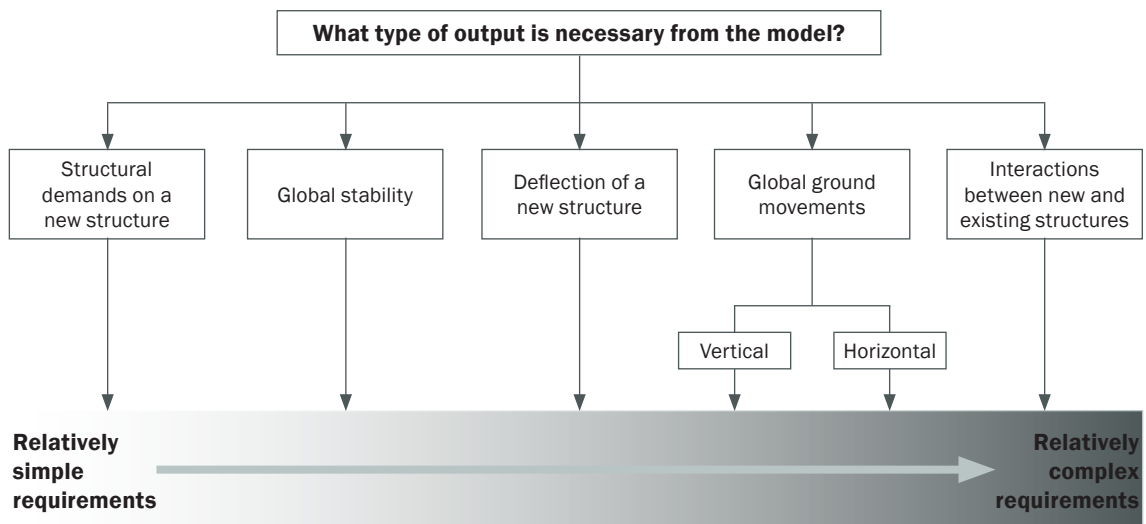 What type of output is necessary from the model?
Structural
demands on a
new structure
Global stability
Deflection of a
new structure
Global ground
movements
Interactions
between new and
existing structures
Vertical
Horizontal
Relatively
simple
requirements
Relatively
complex
requirements